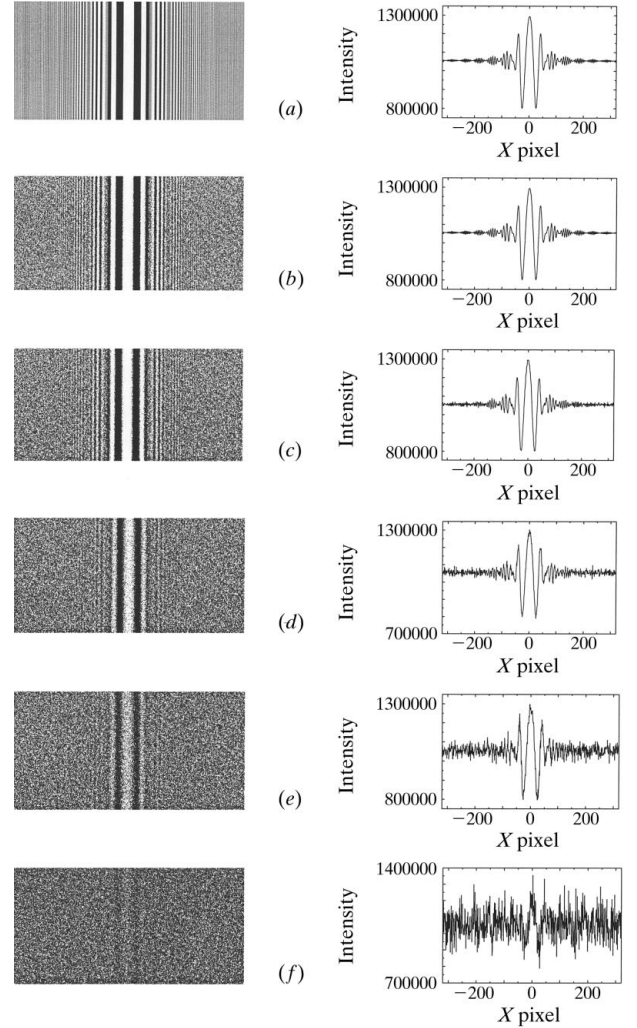 1300000
Intensity
800000
−200 0 200
X pixel
(a)
1300000
Intensity
800000
−200 0 200
X pixel
(b)
1300000
Intensity
800000
−200 0 200
X pixel
(c)
1300000
Intensity
700000
−200 0 200
X pixel
(d)
1300000
Intensity
800000
−200 0 200
X pixel
(e)
1400000
Intensity
700000
−200 0 200
X pixel
(f)